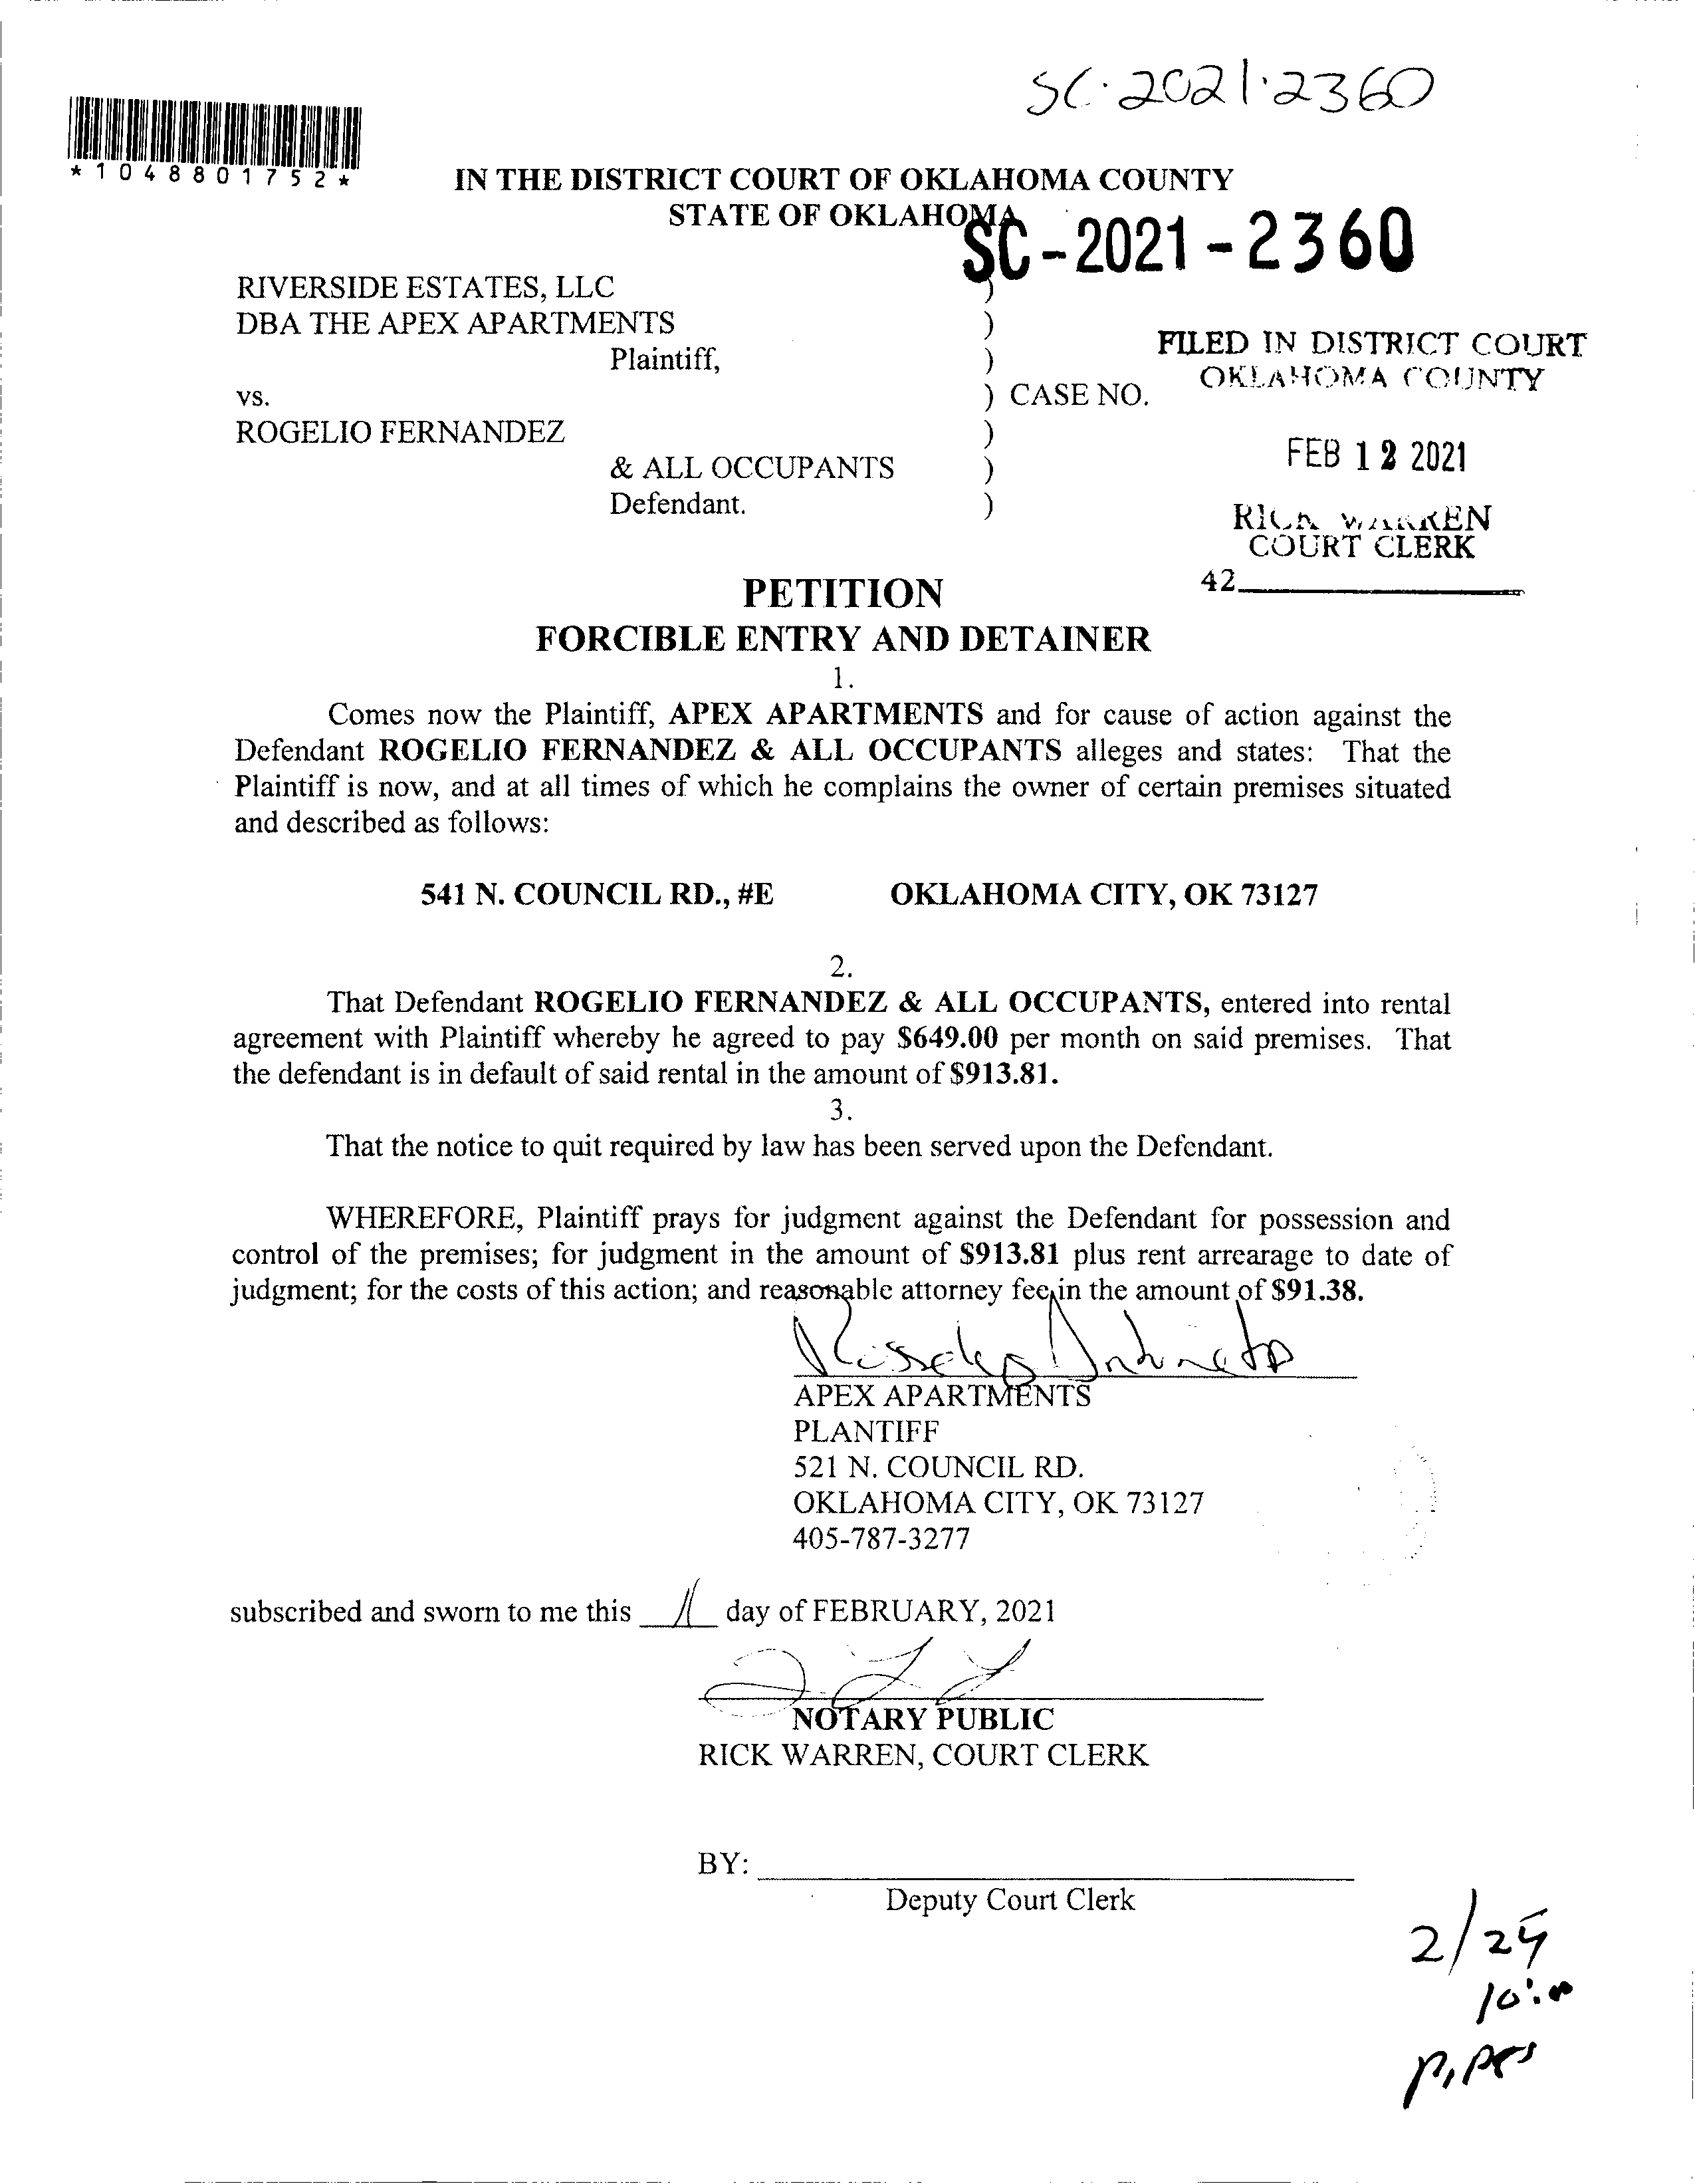 SC-2021-2360
*1048801752*
IN THE DISTRICT COURT OF OKLAHOMA COUNTY
STATE OF OKLAHOMA
SC-2021-2360
RIVERSIDE ESTATES, LLC )
DBA THE APEX APARTMENTS )
Plaintiff, )
FILED IN DISTRICT COURT
OKLAHOMA COUNTY
vs. ) CASE NO.
ROGELIO FERNANDEZ )
& ALL OCCUPANTS )
Defendant. )
FEB 12 2021
RICK WARREN
COURT CLERK
42
PETITION
FORCIBLE ENTRY AND DETAINER
1.
Comes now the Plaintiff, APEX APARTMENTS and for cause of action against the
Defendant ROGELIO FERNANDEZ & ALL OCCUPANTS alleges and states: That the
Plaintiff is now, and at all times of which he complains the owner of certain premises situated
and described as follows:
541 N. COUNCIL RD., #E OKLAHOMA CITY, OK 73127
2.
That Defendant ROGELIO FERNANDEZ & ALL OCCUPANTS, entered into rental
agreement with Plaintiff whereby he agreed to pay $649.00 per month on said premises. That
the defendant is in default of said rental in the amount of $913.81.
3.
That the notice to quit required by law has been served upon the Defendant.
WHEREFORE, Plaintiff prays for judgment against the Defendant for possession and
control of the premises; for judgment in the amount of $913.81 plus rent arrearage to date of
judgment; for the costs of this action; and reasonable attorney fee in the amount of $91.38.
APEX APARTMENTS
PLANTIFF
521 N. COUNCIL RD.
OKLAHOMA CITY, OK 73127
405-787-3277
subscribed and sworn to me this 11 day of FEBRUARY, 2021
NOTARY PUBLIC
RICK WARREN, COURT CLERK
BY:
Deputy Court Clerk
2/25
10:00